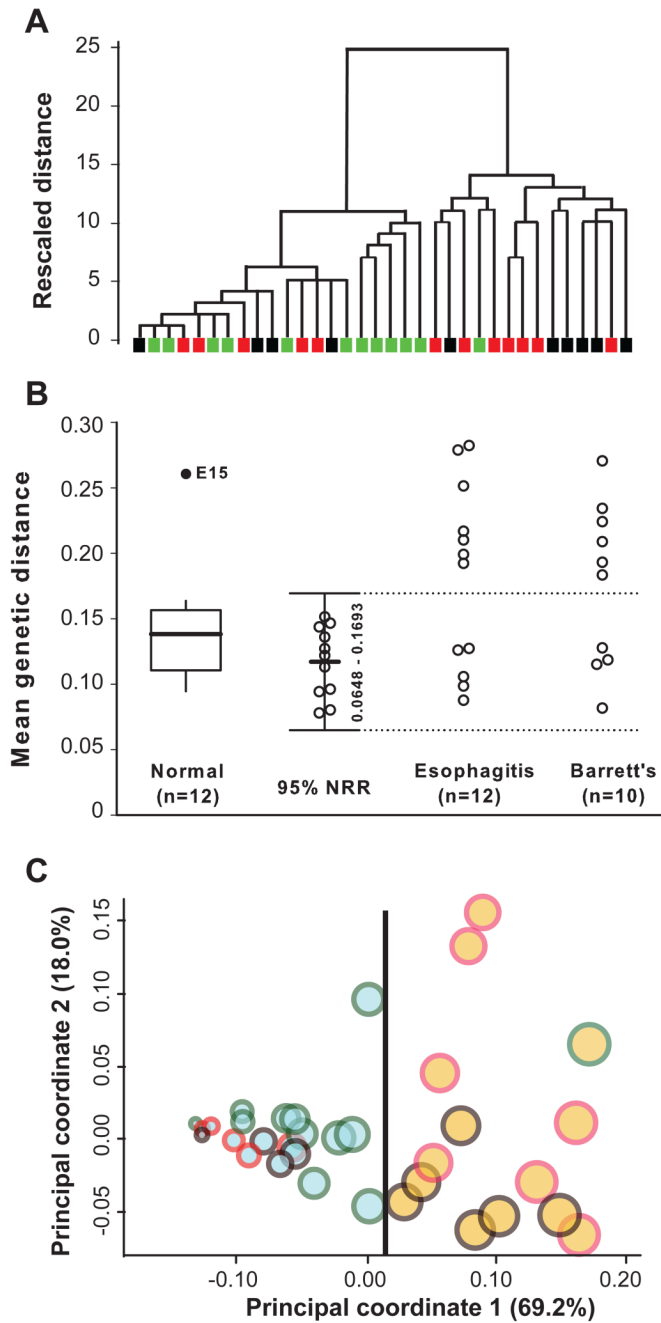 A
Rescaled distance
25
20
15
10
5
0
B
Mean genetic distance
0.30
0.25
0.20
0.15
0.10
0.05
0
E15
0.0648 - 0.1693
Normal
(n=12)
95% NRR
Esophagitis
(n=12)
Barrett's
(n=10)
C
Principal coordinate 2 (18.0%)
0.15
0.10
0.05
0.00
-0.05
-0.10
0.00
0.10
0.20
Principal coordinate 1 (69.2%)